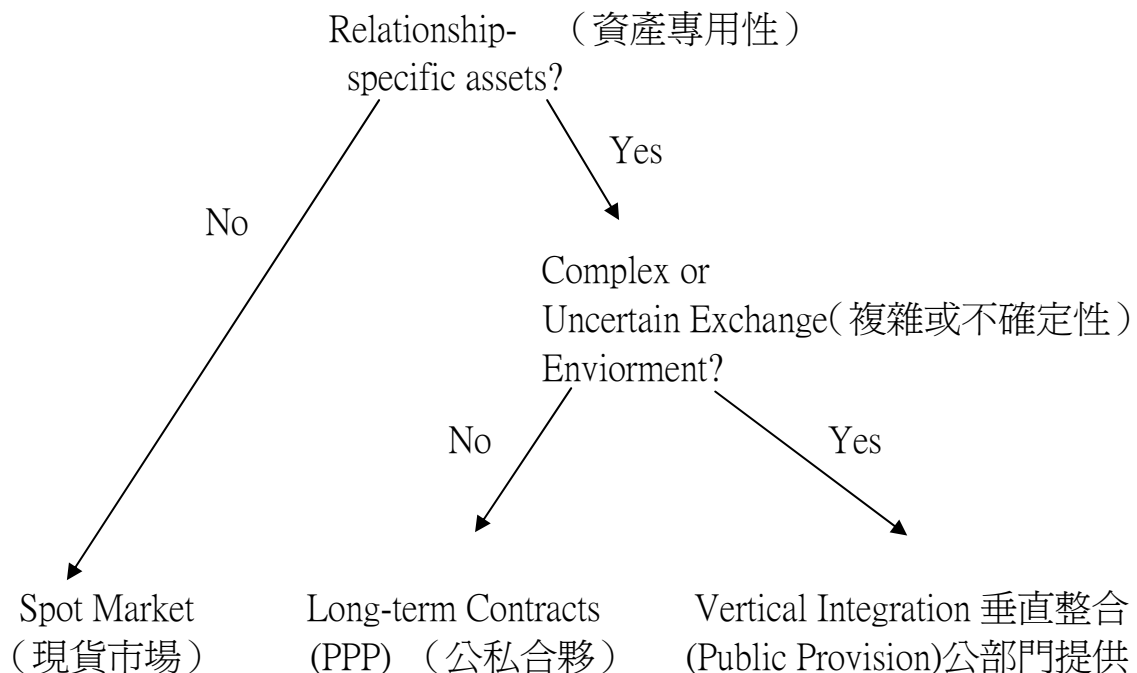 Relationship- （資產專用性）
specific assets?
Yes
No
Complex or
Uncertain Exchange（複雜或不確定性）
Enviorment?
No
Yes
Spot Market
（現貨市場）
Long-term Contracts
(PPP) （公私合夥）
Vertical Integration 垂直整合
(Public Provision)公部門提供